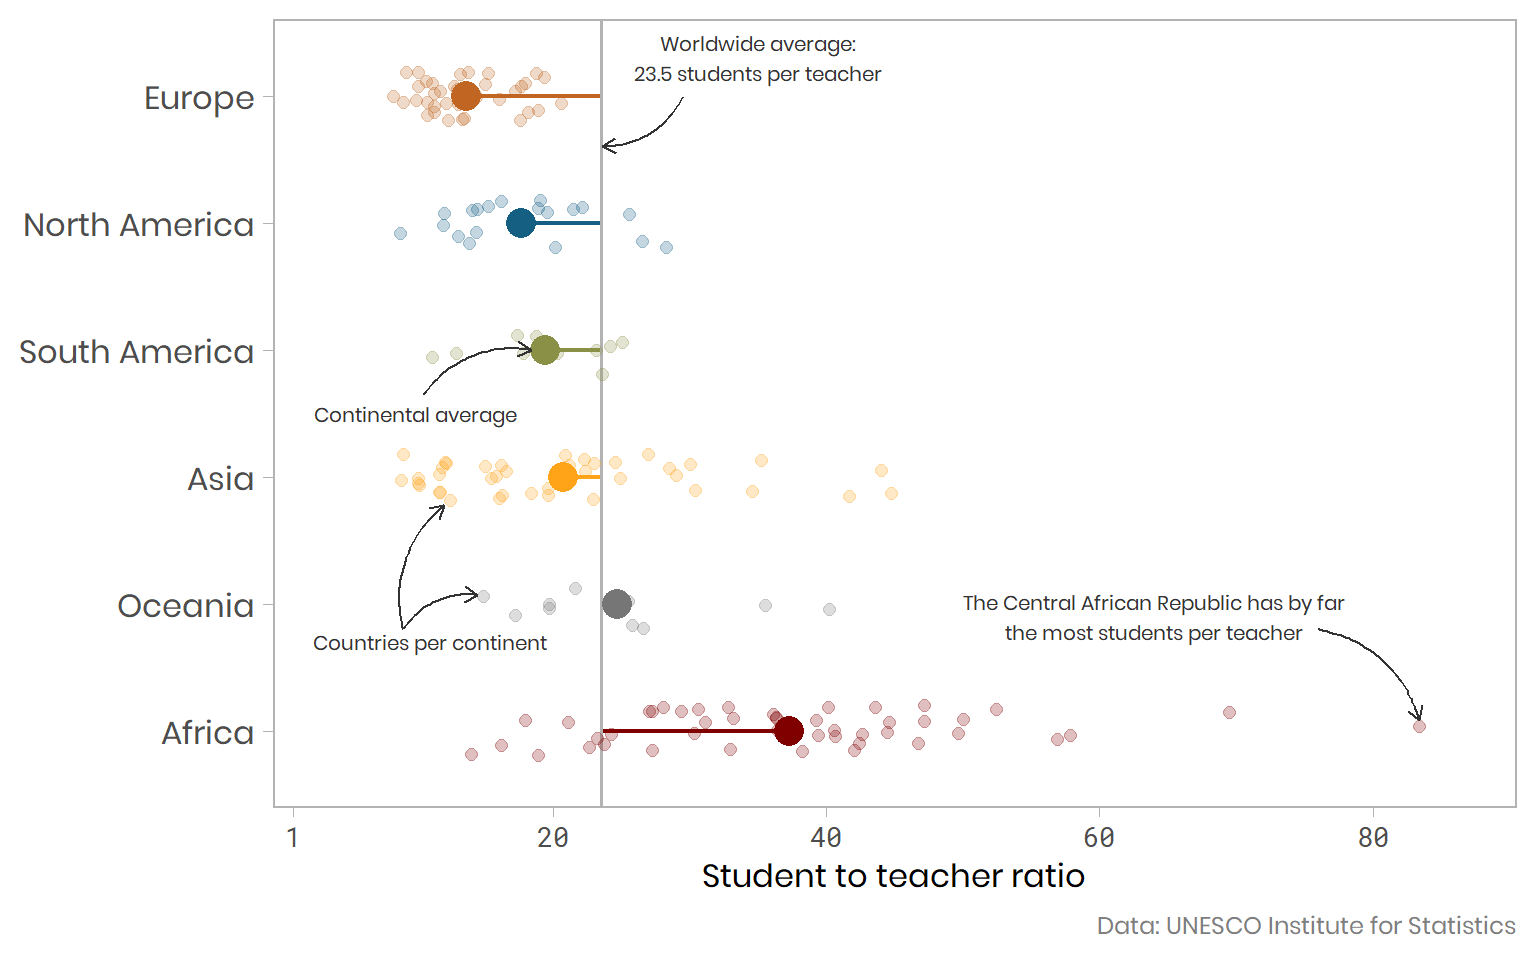 Worldwide average:
23.5 students per teacher
Europe
North America
South America
Continental average
Asia
Oceania
Countries per continent
The Central African Republic has by far
the most students per teacher
Africa
1 20 40 60 80
Student to teacher ratio
Data: UNESCO Institute for Statistics